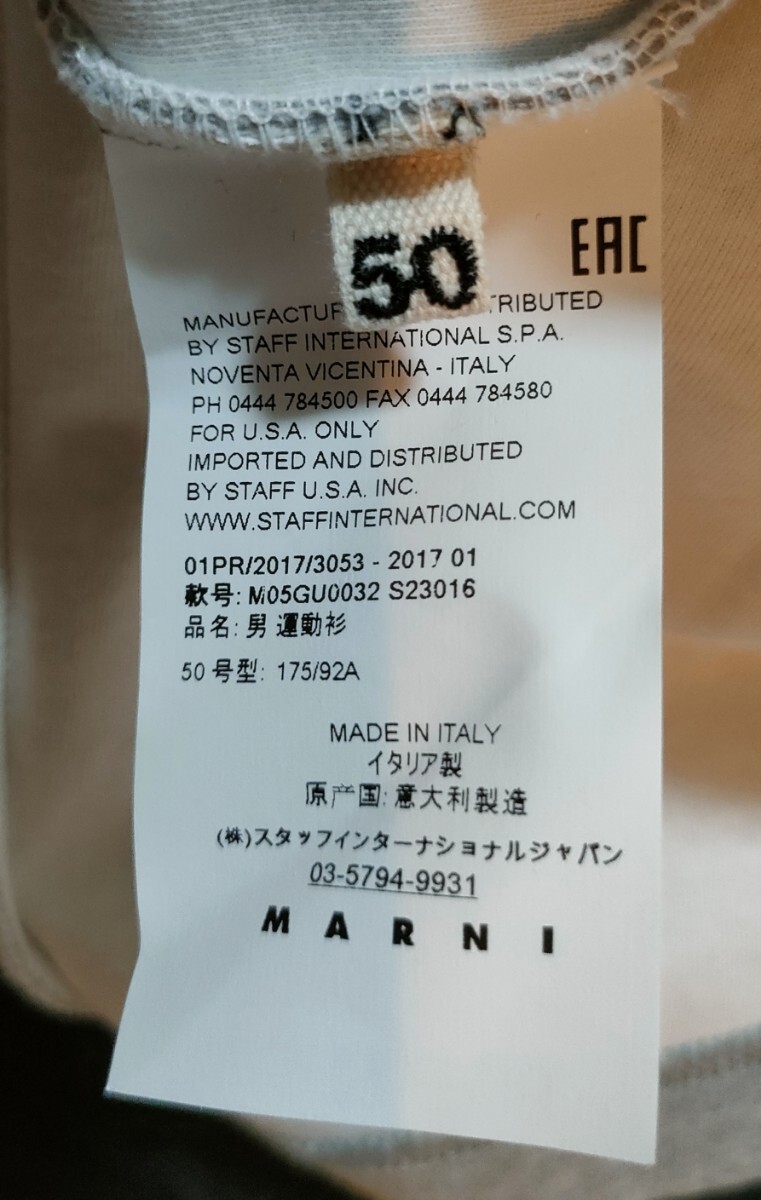 50
EAC
BY STAFF INTERNATIONAL S.P.A.
NOVENTA VICENTINA - ITALY
PH 0444 784500 FAX 0444 784580
FOR U.S.A. ONLY
IMPORTED AND DISTRIBUTED
BY STAFF U.S.A. INC.
WWW.STAFFINTERNATIONAL.COM
01PR/2017/3053 - 2017 01
款号: M05GU0032 S23016
品名: 男 運動衫
50 号型: 175/92A
MADE IN ITALY
イタリア製
原产国: 意大利製造
(株)スタッフインターナショナルジャパン
03-5794-9931
MARNI